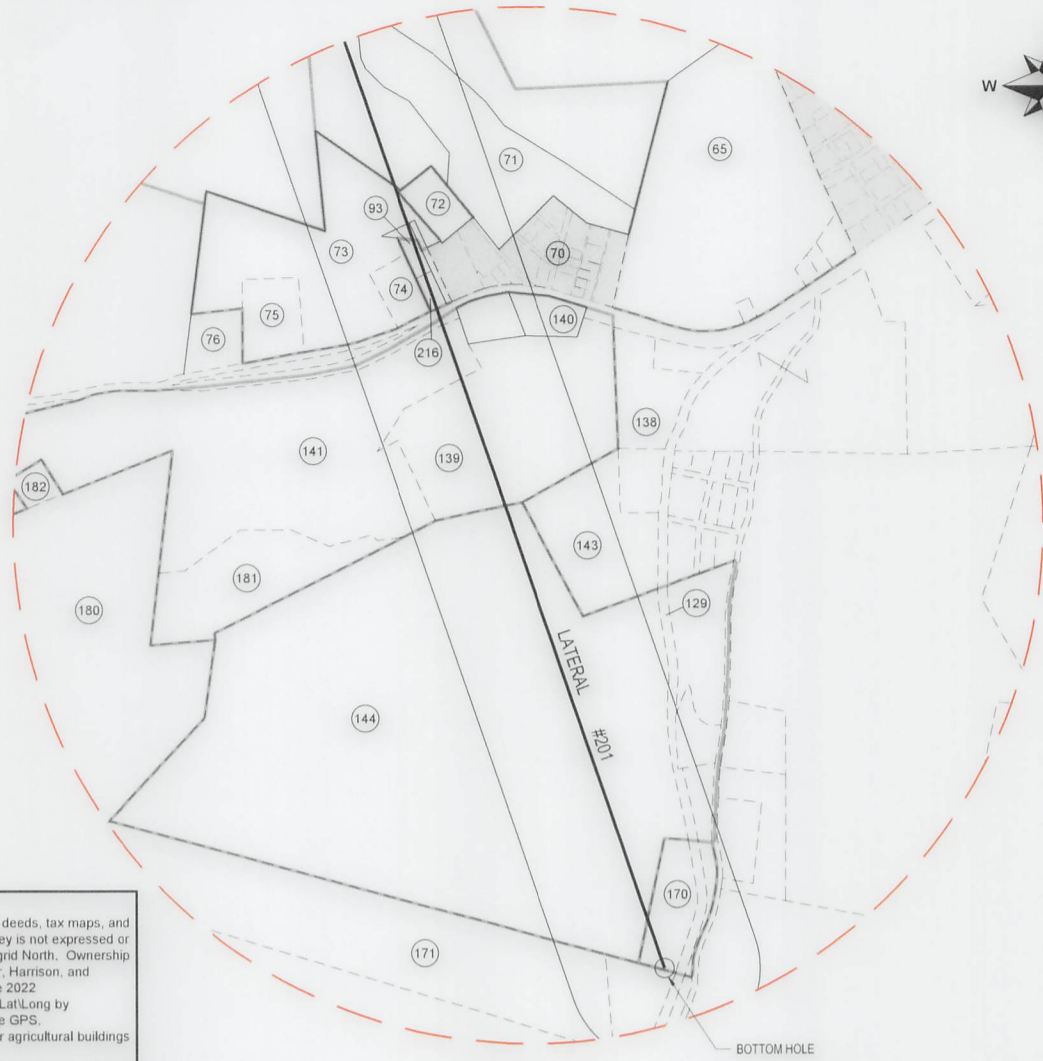 W
65
71
72
93
73
70
74
75
140
76
216
138
141
139
182
143
181
180
129
LATERAL
#201
144
170
171
BOTTOM HOLE
deeds, tax maps, and
ey is not expressed or
grid North. Ownership
, Harrison, and
2022
Lat\Long by
e GPS.
r agricultural buildings